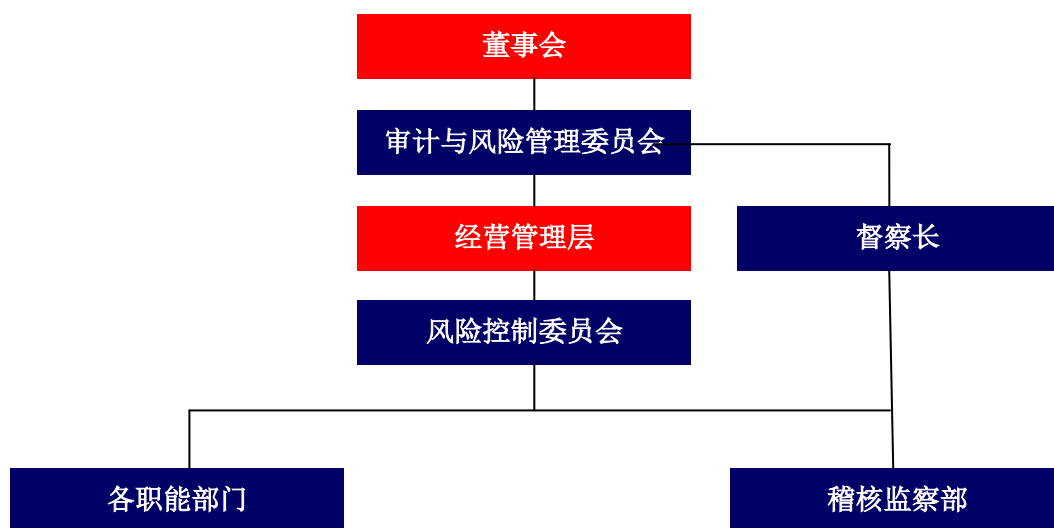 董事会
审计与风险管理委员会
经营管理层
督察长
风险控制委员会
各职能部门
稽核监察部